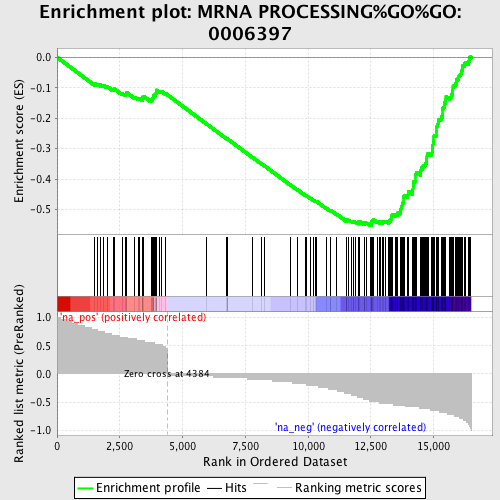 Enrichment plot: MRNA PROCESSING%GO%GO:
0006397
Enrichment score (ES)
0.0
-0.1
-0.2
-0.3
-0.4
-0.5
Ranked list metric (PreRanked)
1.0
0.5
0.0
-0.5
-1.0
'na_pos' (positively correlated)
Zero cross at 4384
'na_neg' (negatively correlated)
0
2,500
5,000
7,500
10,000
12,500
15,000
Rank in Ordered Dataset
Enrichment profile
Hits
Ranking metric scores